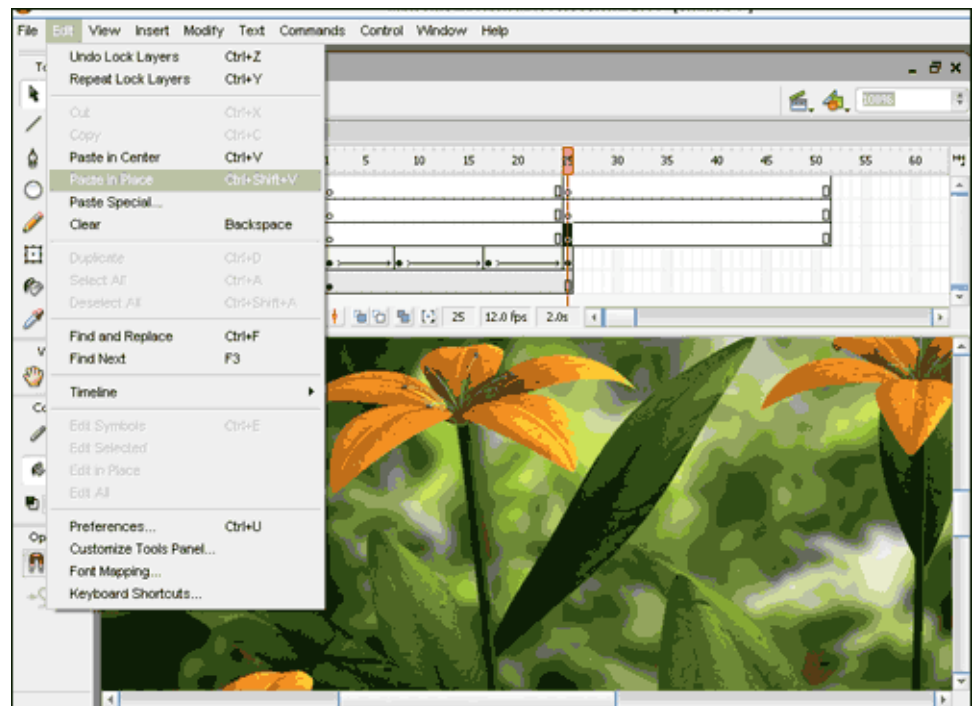 File Edit View Insert Modify Text Commands Control Window Help
Undo Lock Layers Ctrl+Z
Repeat Lock Layers Ctrl+Y
Cut Ctrl+X
Copy Ctrl+C
Paste in Center Ctrl+V
Paste in Place Ctrl+Shift+V
Paste Special...
Clear Backspace
Duplicate Ctrl+D
Select All Ctrl+A
Deselect All Ctrl+Shift+A
Find and Replace Ctrl+F
Find Next F3
Timeline
Edit Symbols Ctrl+E
Edit Selected
Edit in Place
Edit All
Preferences... Ctrl+U
Customize Tools Panel...
Font Mapping...
Keyboard Shortcuts...
100%
5 10 15 20 25 30 35 40 45 50 55 60
25 12.0 fps 2.0s